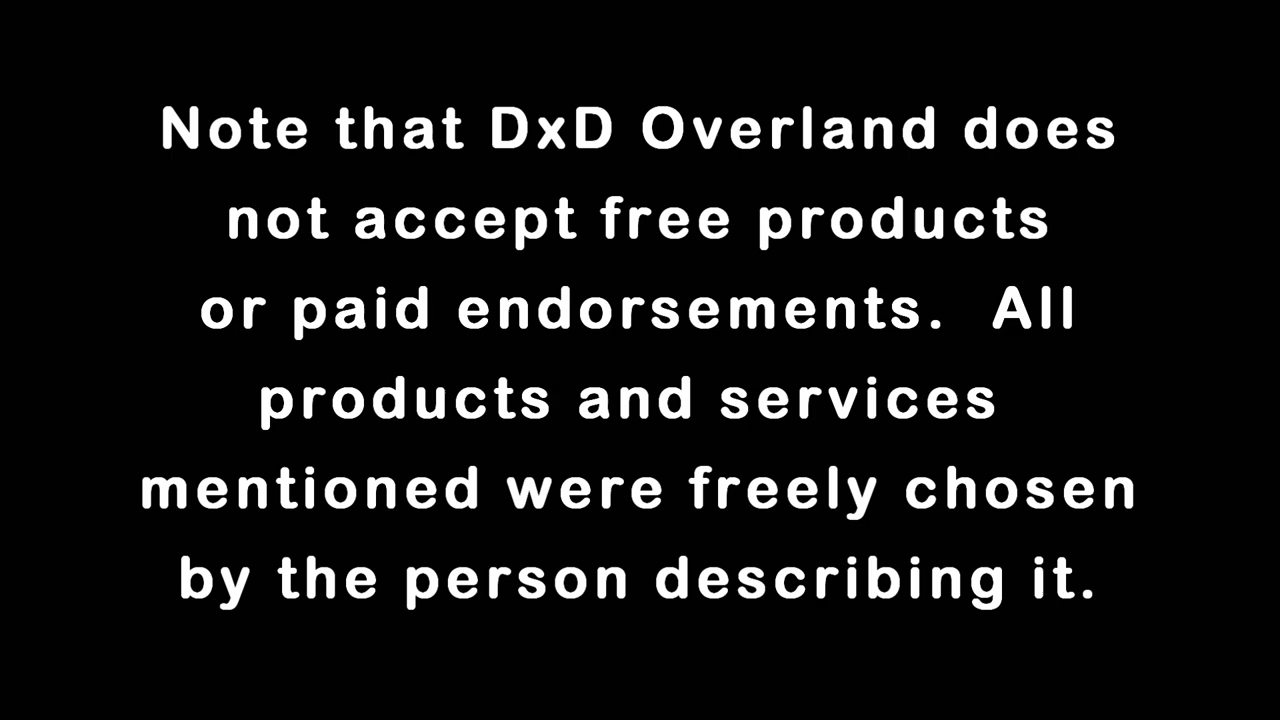 Note that DxD Overland does
not accept free products
or paid endorsements.  All
products and services
mentioned were freely chosen
by the person describing it.